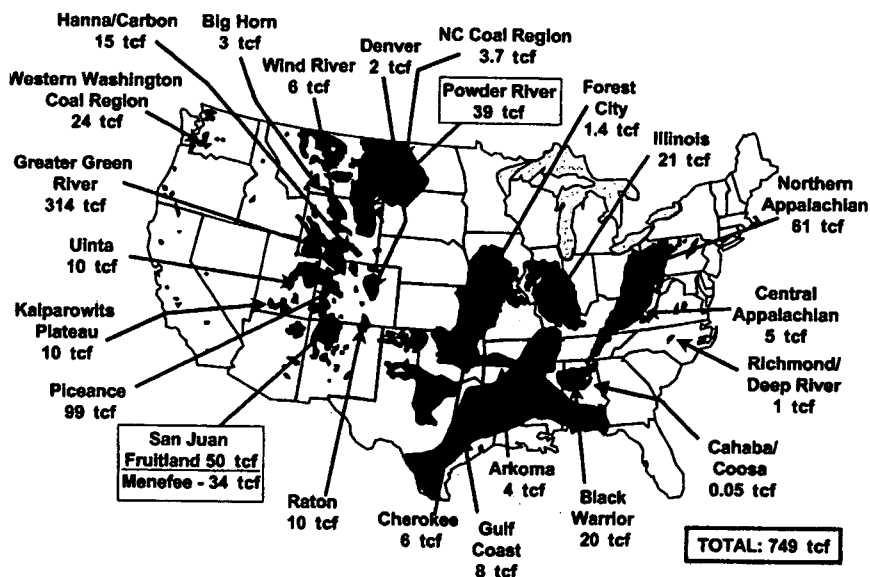 Hanna/Carbon
15 tcf
Big Horn
3 tcf
Wind River
6 tcf
Denver
2 tcf
NC Coal Region
3.7 tcf
Powder River
39 tcf
Forest
City
1.4 tcf
Illinois
21 tcf
Northern
Appalachian
61 tcf
Western Washington
Coal Region
24 tcf
Greater Green
River
314 tcf
Uinta
10 tcf
Kaiparowits
Plateau
10 tcf
Piceance
99 tcf
San Juan
Fruitland 50 tcf
Menefee - 34 tcf
Raton
10 tcf
Cherokee
6 tcf
Gulf
Coast
8 tcf
Arkoma
4 tcf
Black
Warrior
20 tcf
Cahaba/
Coosa
0.05 tcf
Richmond/
Deep River
1 tcf
Central
Appalachian
5 tcf
TOTAL: 749 tcf